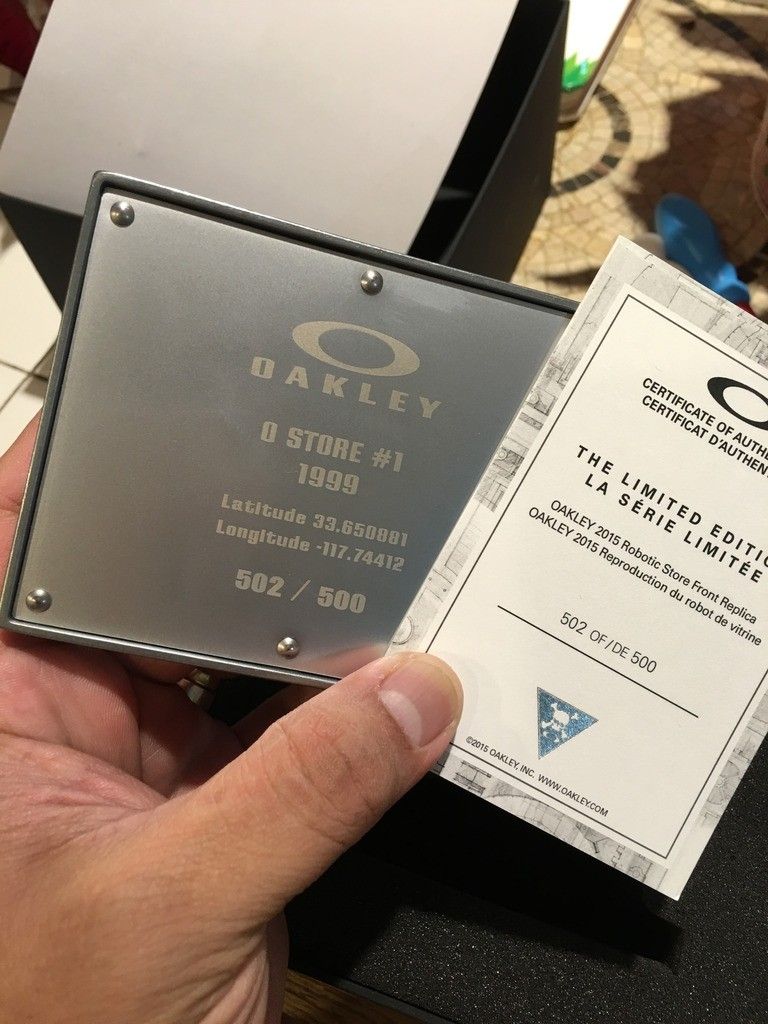 OAKLEY
O STORE #1
1999
Latitude 33.650881
Longitude -117.74412
502 / 500
CERTIFICATE OF AUTHE
CERTIFICAT D'AUTHEN
THE LIMITED EDITIO
LA SÉRIE LIMITÉE
OAKLEY 2015 Robotic Store Front Replica
OAKLEY 2015 Reproduction du robot de vitrine
502 OF/DE 500
©2015 OAKLEY, INC. WWW.OAKLEY.COM